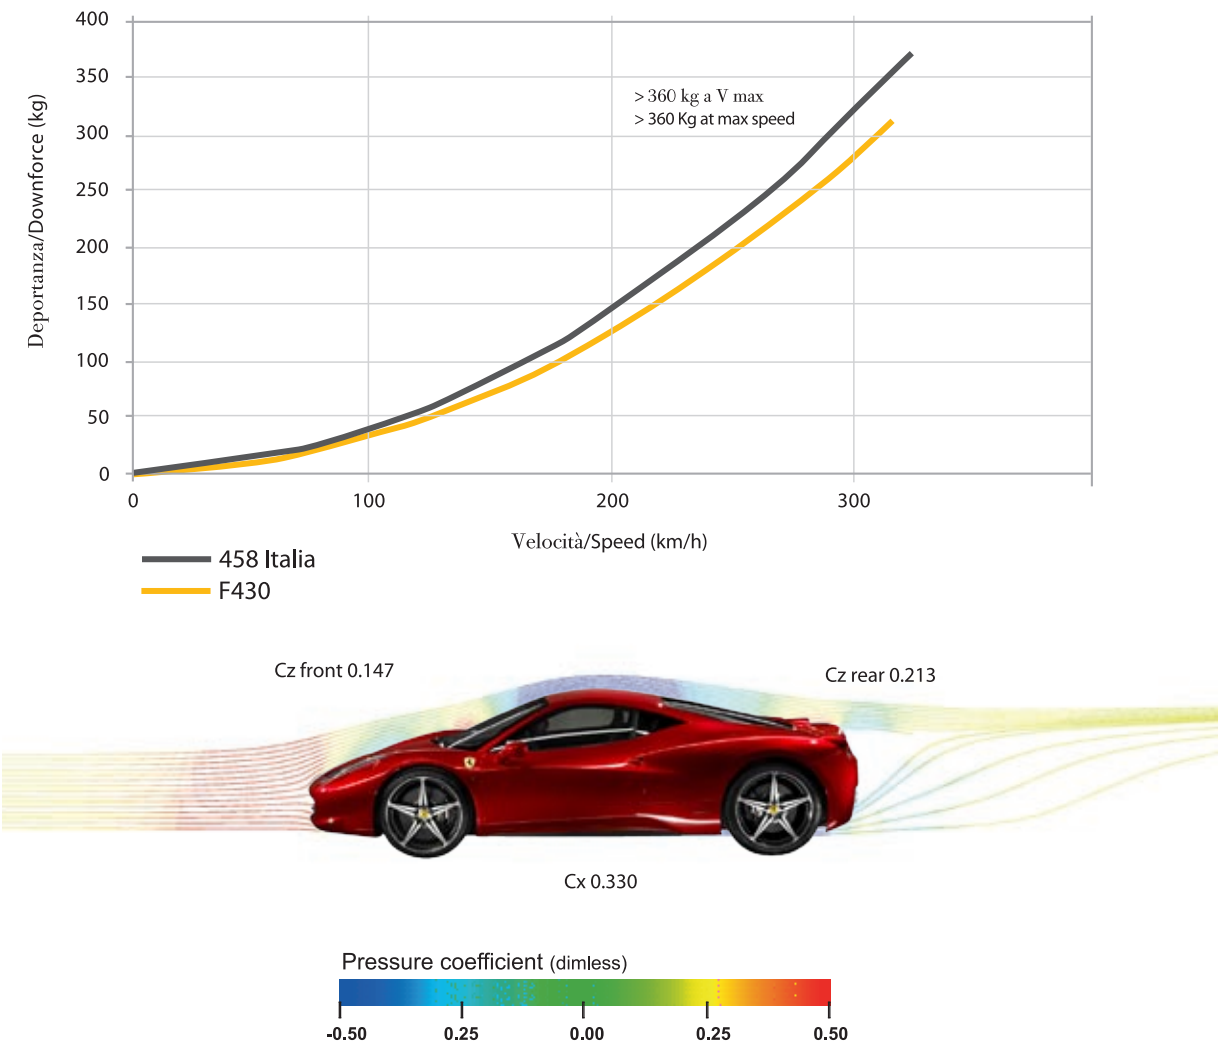 400
350
300
250
200
150
100
50
0
Deportanza/Downforce (kg)
> 360 kg a V max
> 360 Kg at max speed
0 100 200 300
Velocità/Speed (km/h)
458 Italia
F430
Cz front 0.147
Cz rear 0.213
Cx 0.330
Pressure coefficient (dimless)
-0.50 0.25 0.00 0.25 0.50